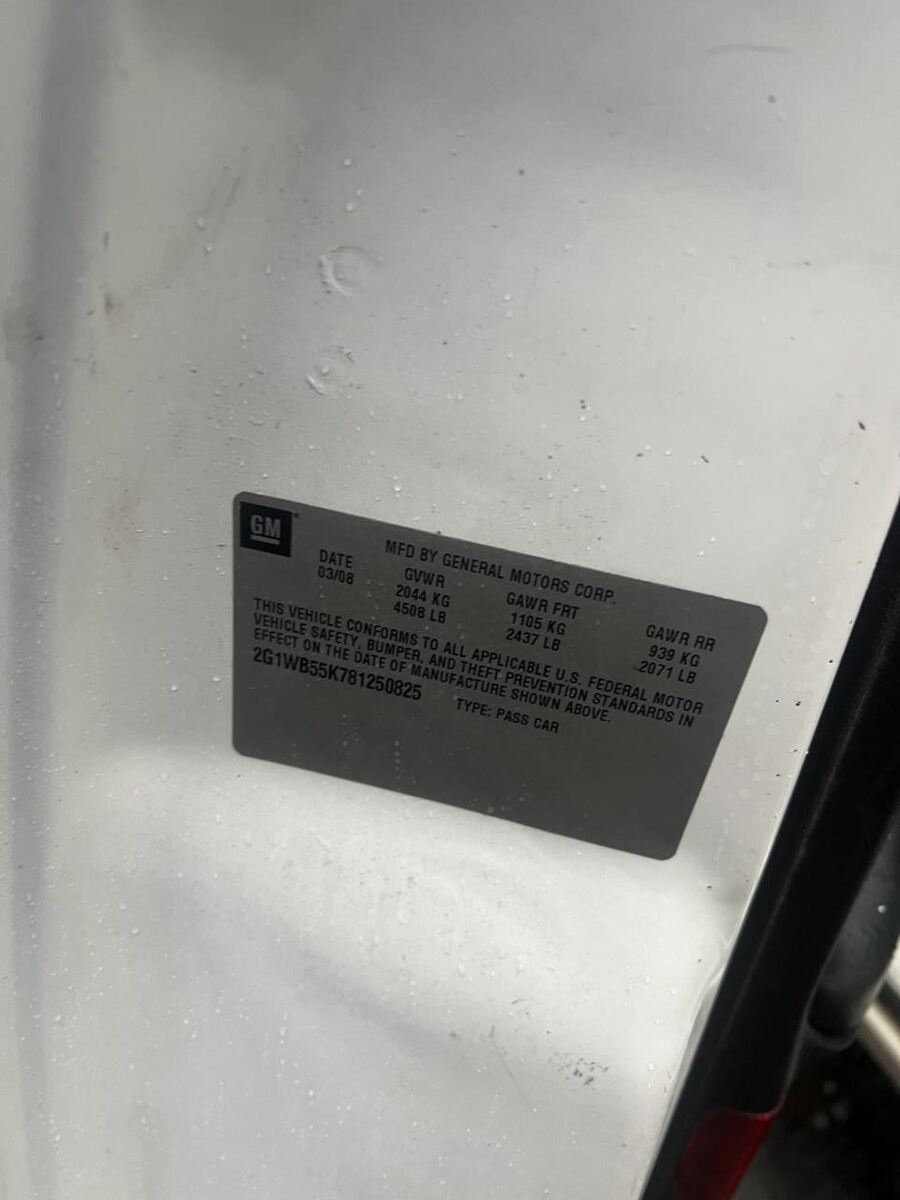 GM
MFD BY GENERAL MOTORS CORP.
DATE GVWR GAWR FRT GAWR RR
03/08 2044 KG 1105 KG 939 KG
4508 LB 2437 LB 2071 LB
THIS VEHICLE CONFORMS TO ALL APPLICABLE U.S. FEDERAL MOTOR
VEHICLE SAFETY, BUMPER, AND THEFT PREVENTION STANDARDS IN
EFFECT ON THE DATE OF MANUFACTURE SHOWN ABOVE.
2G1WB55K781250825 TYPE: PASS CAR